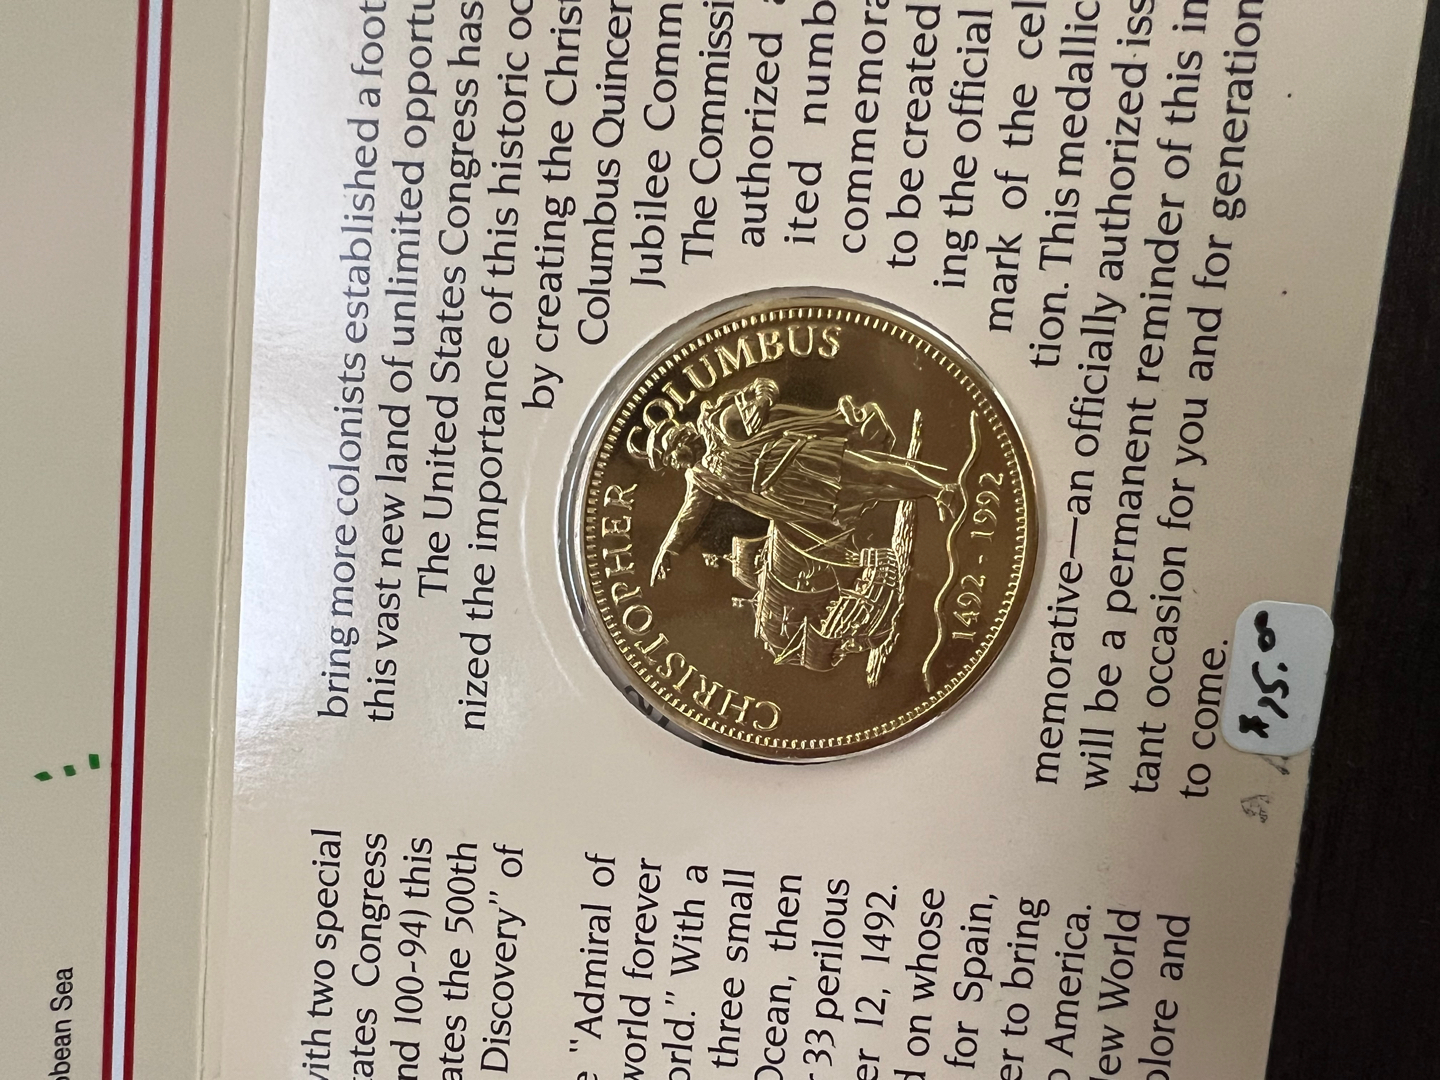 bbean Sea
with two special
ates Congress
nd 100-94) this
ates the 500th
Discovery" of
"Admiral of
world forever
orld." With a
three small
Ocean, then
33 perilous
er 12, 1492.
d on whose
for Spain,
er to bring
America.
New World
plore and
bring more colonists established a foot
this vast new land of unlimited opportu
The United States Congress has
nized the importance of this historic oc
by creating the Christ
Columbus Quincen
Jubilee Comm
The Commissi
authorized a
ited numb
commemora
to be created
ing the official
mark of the cel
tion. This medallic
memorative—an officially authorized iss
will be a permanent reminder of this im
tant occasion for you and for generation
to come.
CHRISTOPHER COLUMBUS
1492 - 1992